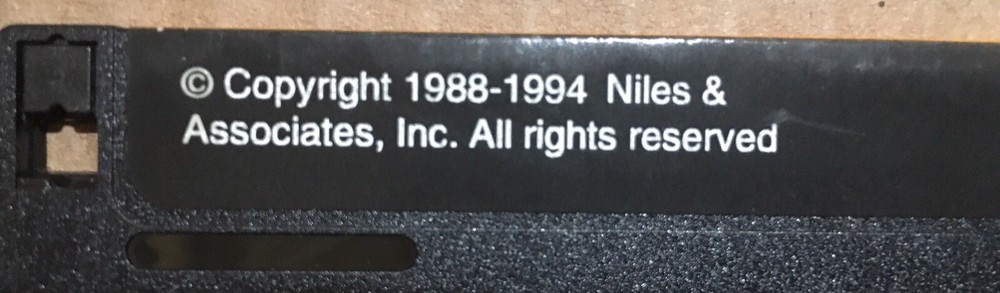 © Copyright 1988-1994 Niles &
Associates, Inc. All rights reserved